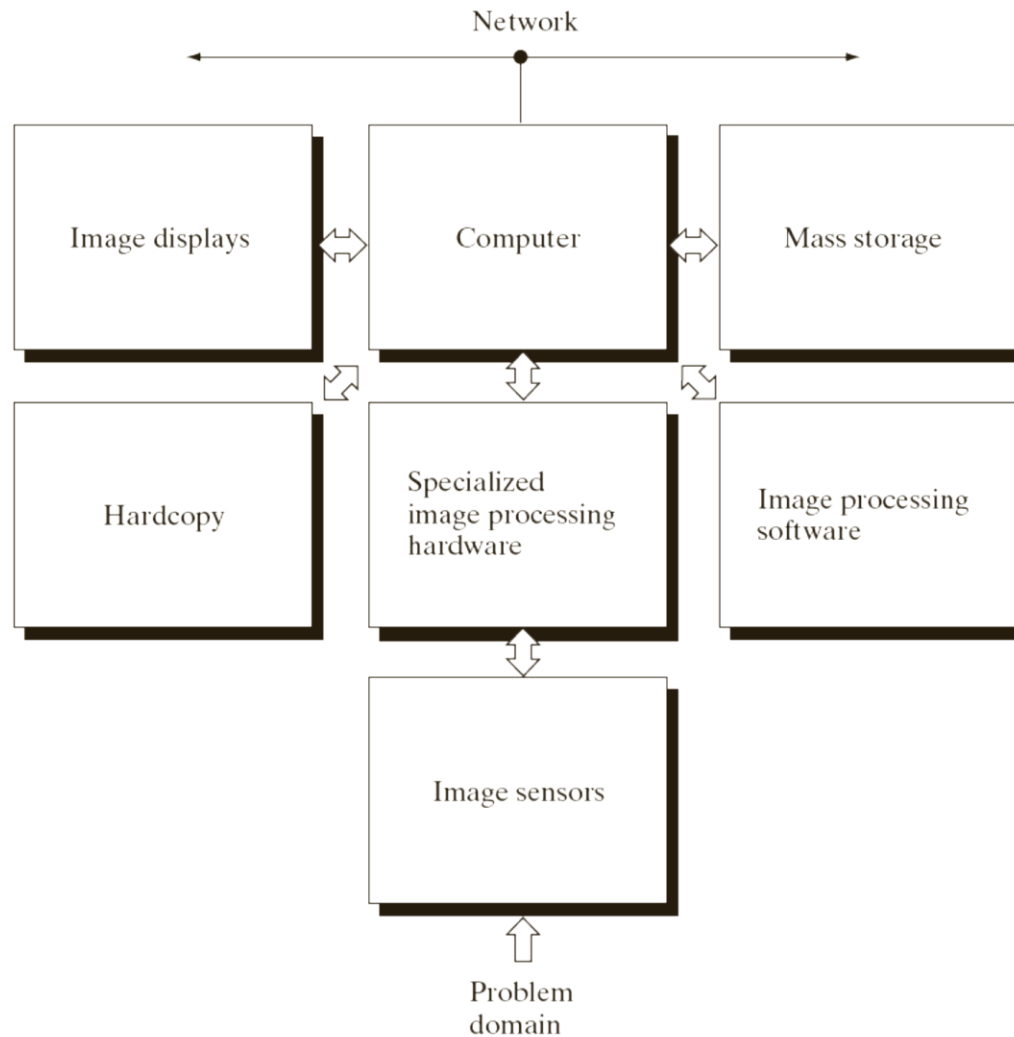 Network
Image displays
Computer
Mass storage
Hardcopy
Specialized
image processing
hardware
Image processing
software
Image sensors
Problem
domain